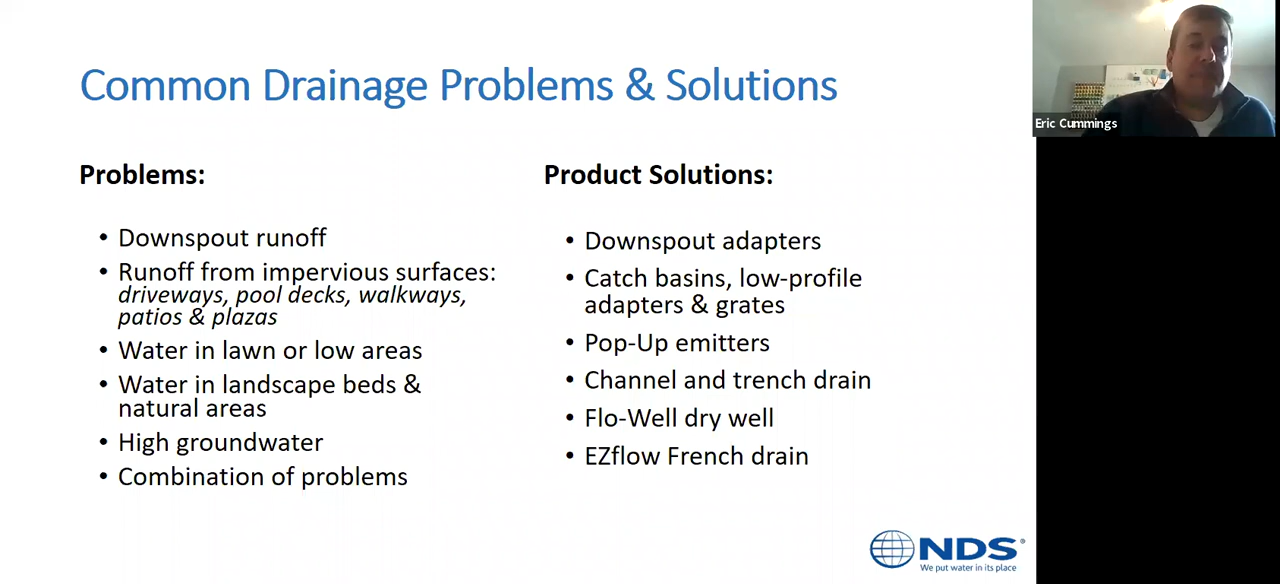 Common Drainage Problems & Solutions
Eric Cummings
Problems:
• Downspout runoff
• Runoff from impervious surfaces:
driveways, pool decks, walkways,
patios & plazas
• Water in lawn or low areas
• Water in landscape beds &
natural areas
• High groundwater
• Combination of problems
Product Solutions:
• Downspout adapters
• Catch basins, low-profile
adapters & grates
• Pop-Up emitters
• Channel and trench drain
• Flo-Well dry well
• EZflow French drain
NDS®
We put water in its place